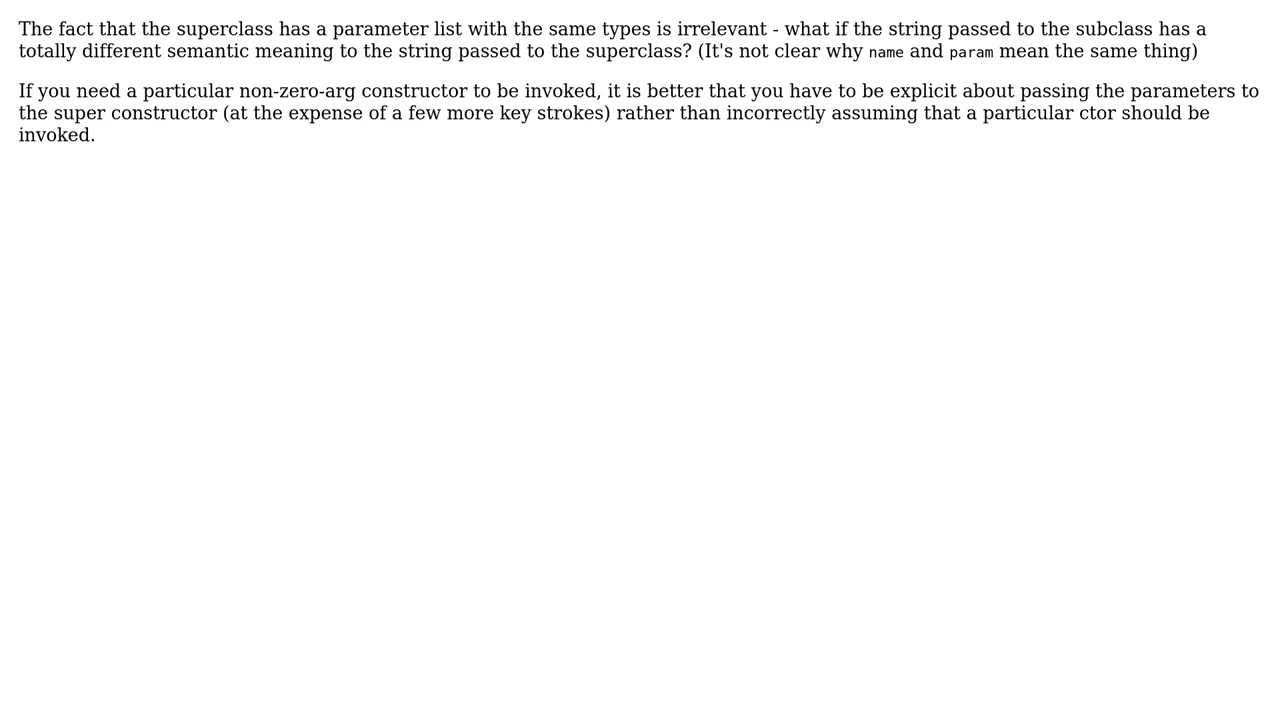 The fact that the superclass has a parameter list with the same types is irrelevant - what if the string passed to the subclass has a
totally different semantic meaning to the string passed to the superclass? (It's not clear why name and param mean the same thing)
If you need a particular non-zero-arg constructor to be invoked, it is better that you have to be explicit about passing the parameters to
the super constructor (at the expense of a few more key strokes) rather than incorrectly assuming that a particular ctor should be
invoked.